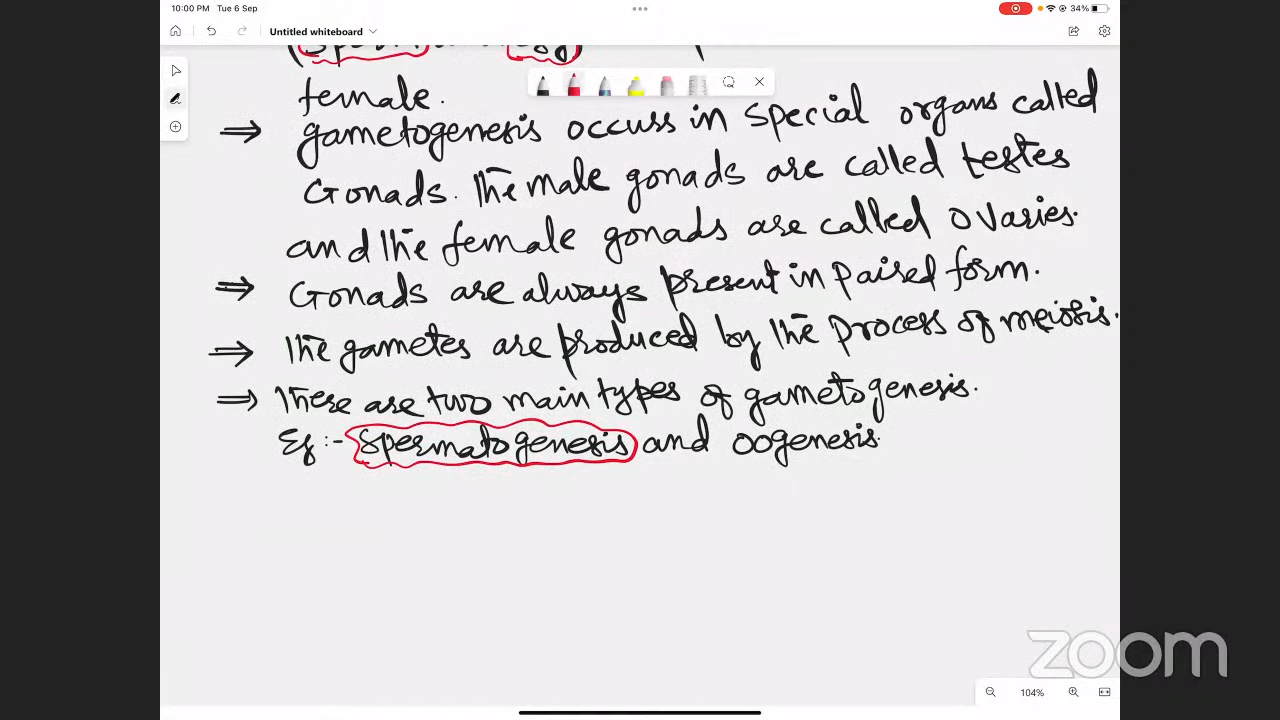 10:00 PM Tue 6 Sep
34%
Untitled whiteboard
female.
⇒ gametogenesis occurs in special organs called
Gonads. The male gonads are called testes
and the female gonads are called ovaries.
⇒ Gonads are always present in paired form.
⇒ The gametes are produced by the process of meiosis.
⇒ There are two main types of gametogenesis.
Eg :- Spermatogenesis and oogenesis.
zoom
104%